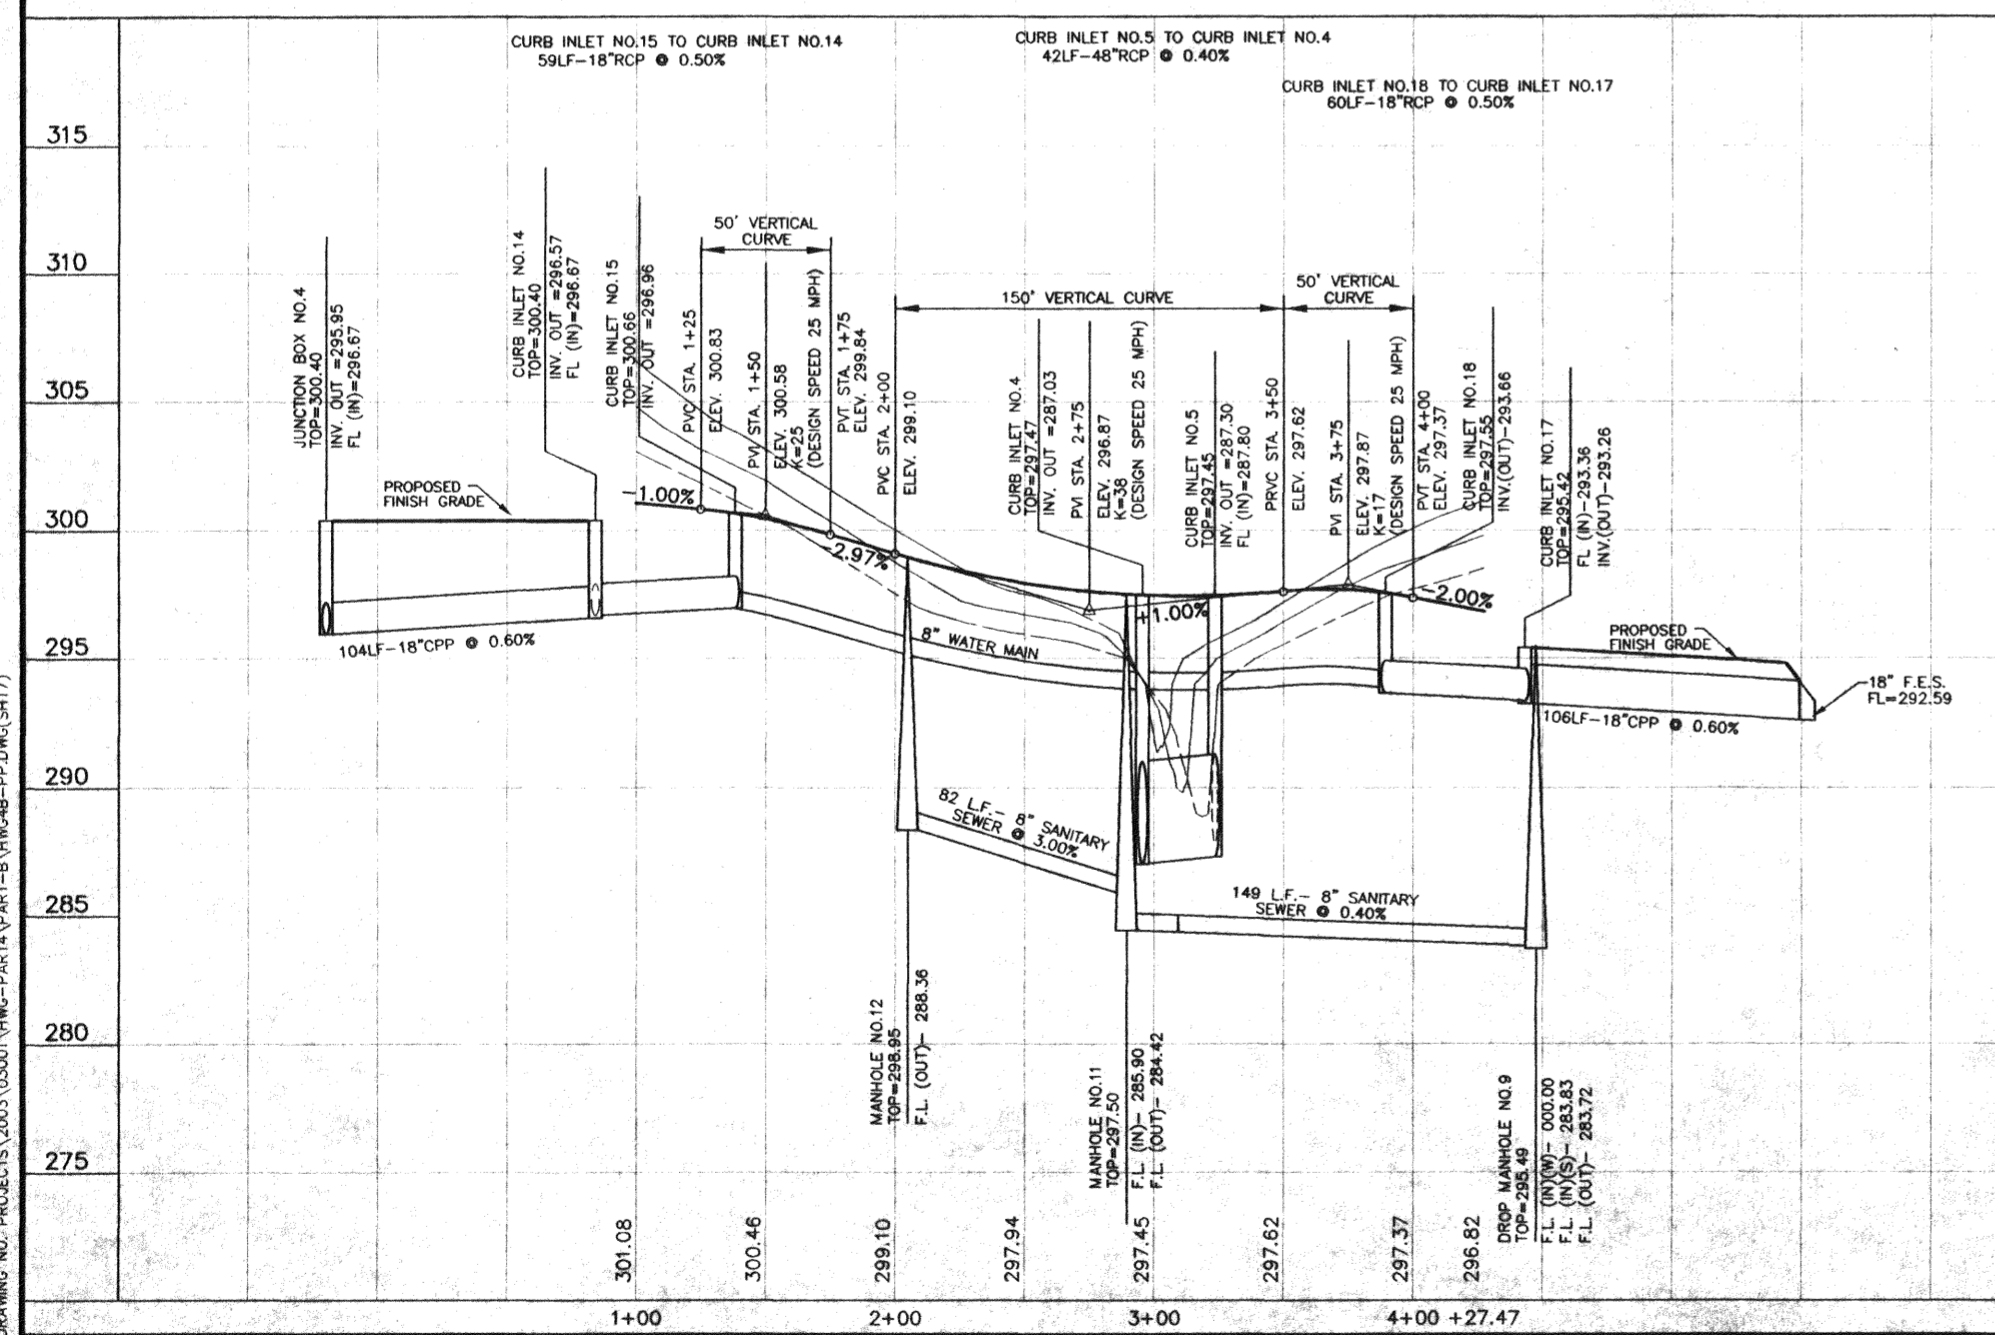 CURB INLET NO.15 TO CURB INLET NO.14
59LF-18"RCP @ 0.50%
CURB INLET NO.5 TO CURB INLET NO.4
42LF-48"RCP @ 0.40%
CURB INLET NO.18 TO CURB INLET NO.17
60LF-18"RCP @ 0.50%
315
310
305
300
295
290
285
280
275
JUNCTION BOX NO.4
TOP=300.40
INV. OUT =295.95
FL (IN)=296.67
CURB INLET NO.14
TOP=300.40
INV. OUT =296.57
FL (IN)=296.67
CURB INLET NO.15
TOP=300.66
INV. OUT =296.96
50' VERTICAL
CURVE
PVC STA. 1+25
ELEV. 300.83
PVI STA. 1+50
ELEV. 300.58
K=25
(DESIGN SPEED 25 MPH)
PVT STA. 1+75
ELEV. 299.84
PVC STA. 2+00
ELEV. 299.10
150' VERTICAL CURVE
CURB INLET NO.4
TOP=297.47
INV. OUT =287.03
PVI STA. 2+75
ELEV. 296.87
K=38
(DESIGN SPEED 25 MPH)
CURB INLET NO.5
TOP=297.45
INV. OUT =287.30
FL (IN)=287.80
PRVC STA. 3+50
ELEV. 297.62
50' VERTICAL
CURVE
PVI STA. 3+75
ELEV. 297.87
K=17
(DESIGN SPEED 25 MPH)
PVT STA. 4+00
ELEV. 297.37
CURB INLET NO.18
TOP=297.55
INV.(OUT)-293.66
CURB INLET NO.17
TOP=295.42
FL (IN)-293.36
INV.(OUT)-293.26
PROPOSED
FINISH GRADE
-1.00%
-2.97%
+1.00%
-2.00%
PROPOSED
FINISH GRADE
104LF-18"CPP @ 0.60%
8" WATER MAIN
18" F.E.S.
FL=292.59
106LF-18"CPP @ 0.60%
82 L.F.- 8" SANITARY
SEWER @ 3.00%
149 L.F.- 8" SANITARY
SEWER @ 0.40%
MANHOLE NO.12
TOP=298.95
F.L. (OUT)- 288.36
MANHOLE NO.11
TOP=297.50
F.L. (IN)- 285.90
F.L. (OUT)- 284.42
DROP MANHOLE NO.9
TOP=295.49
F.L. (IN)(W)- 000.00
F.L. (IN)(S)- 283.83
F.L. (OUT)- 283.72
301.08
300.46
299.10
297.94
297.45
297.62
297.37
296.82
1+00
2+00
3+00
4+00 +27.47